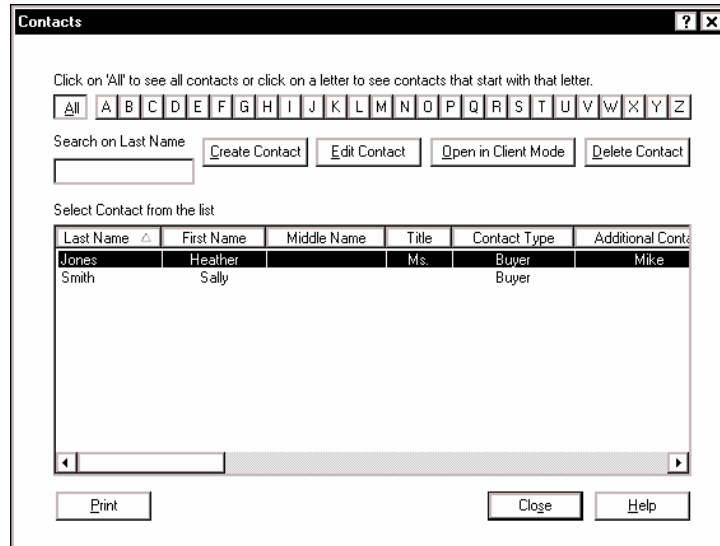 Contacts
? X
Click on 'All' to see all contacts or click on a letter to see contacts that start with that letter.
All A B C D E F G H I J K L M N O P Q R S T U V W X Y Z
Search on Last Name
Create Contact Edit Contact Open in Client Mode Delete Contact
Select Contact from the list
Last Name First Name Middle Name Title Contact Type Additional Conta
Jones Heather Ms. Buyer Mike
Smith Sally Buyer
Print Close Help